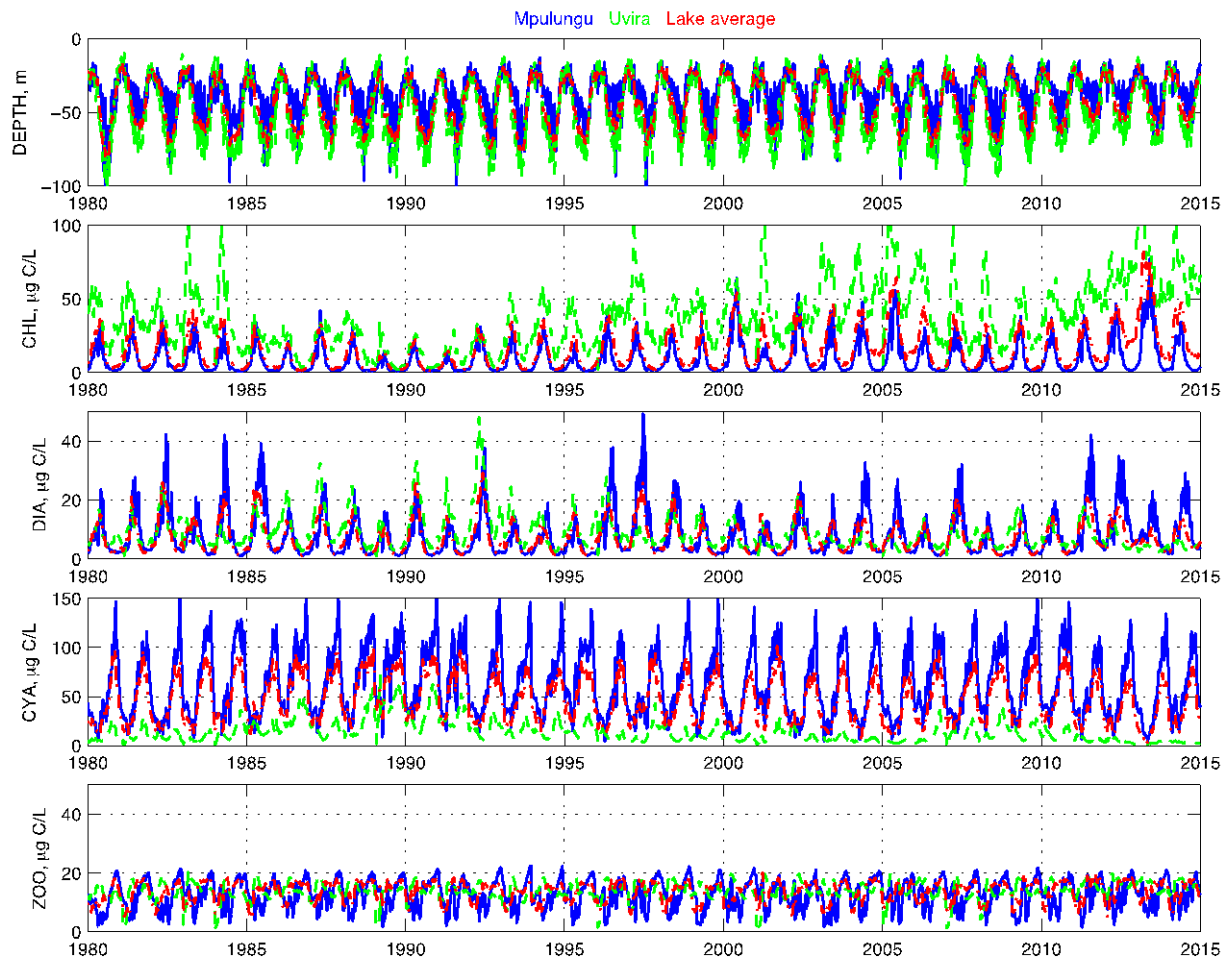 Mpulungu Uvira Lake average
0
−50
−100
DEPTH, m
1980 1985 1990 1995 2000 2005 2010 2015
100
50
0
CHL, μg C/L
1980 1985 1990 1995 2000 2005 2010 2015
40
20
0
DIA, μg C/L
1980 1985 1990 1995 2000 2005 2010 2015
150
100
50
0
CYA, μg C/L
1980 1985 1990 1995 2000 2005 2010 2015
40
20
0
ZOO, μg C/L
1980 1985 1990 1995 2000 2005 2010 2015